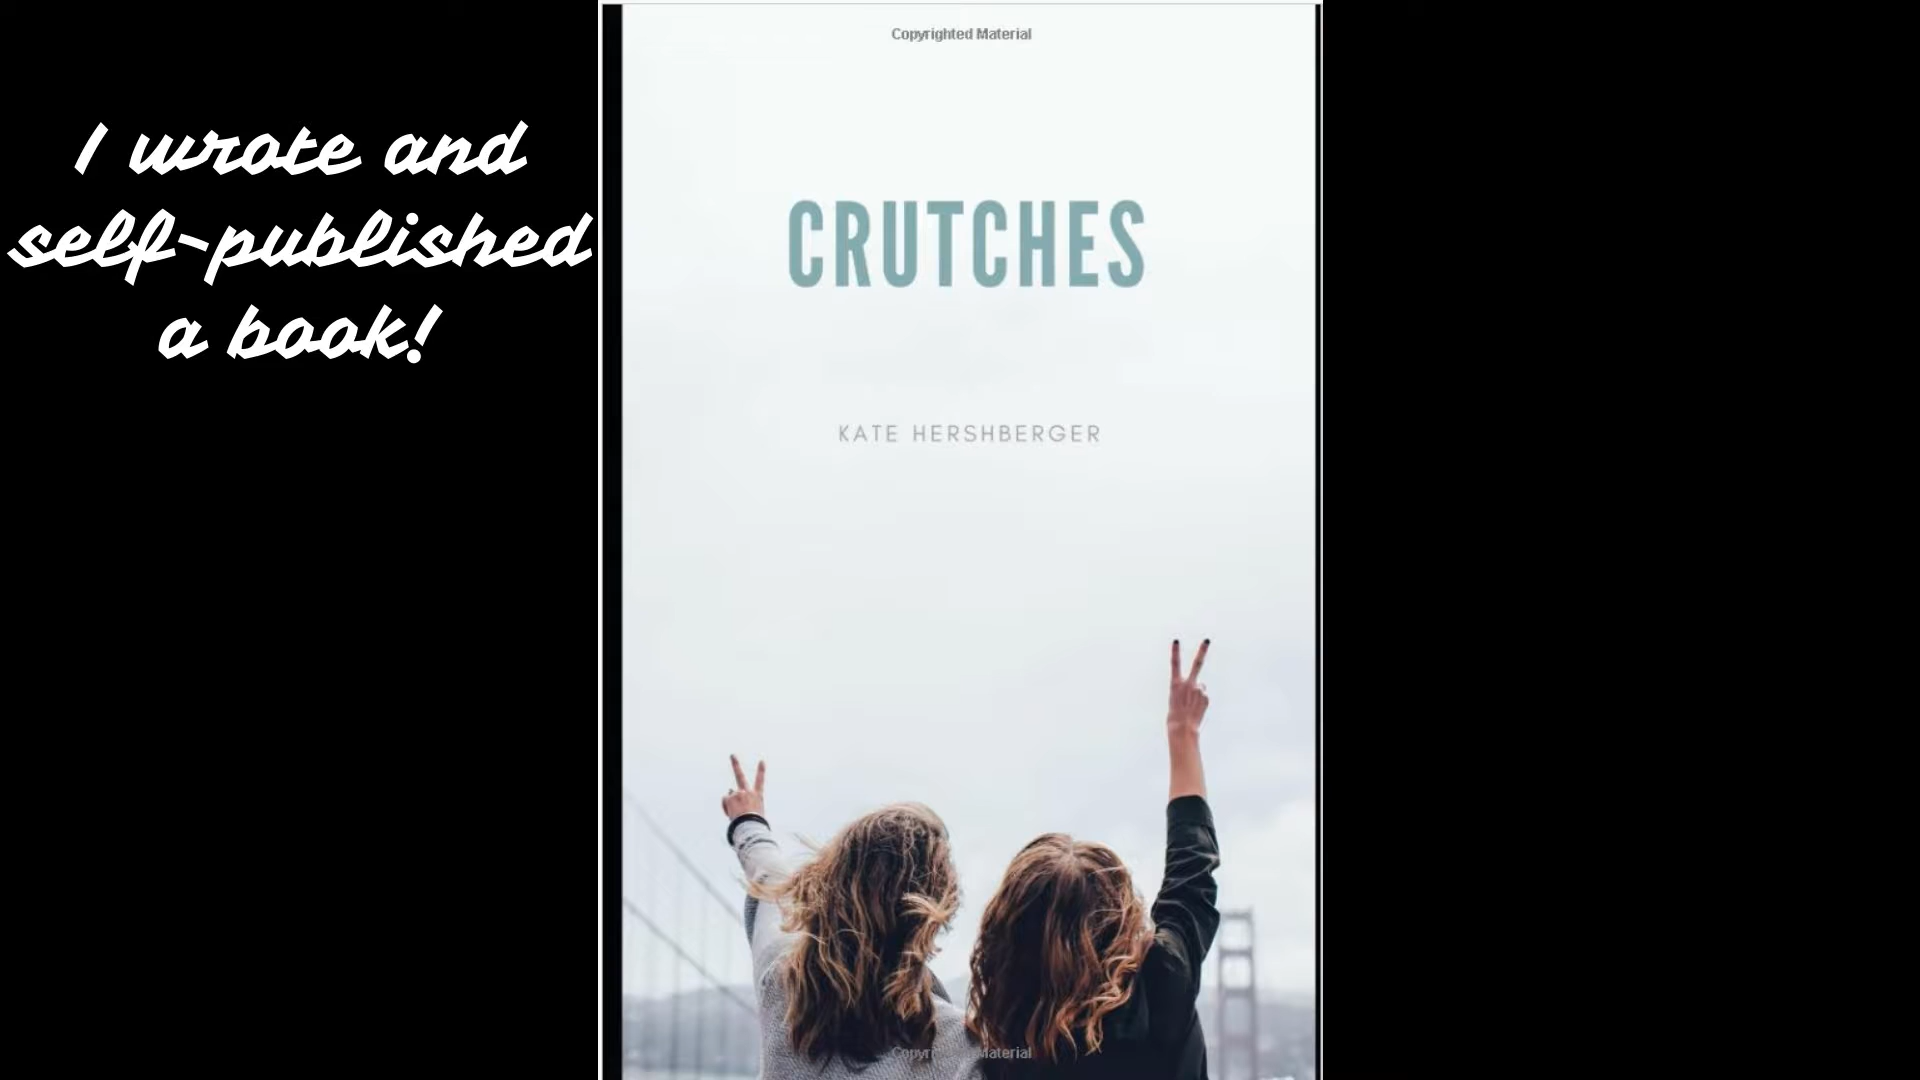 I wrote and
self-published
a book!
Copyrighted Material
CRUTCHES
KATE HERSHBERGER
Copyrighted Material